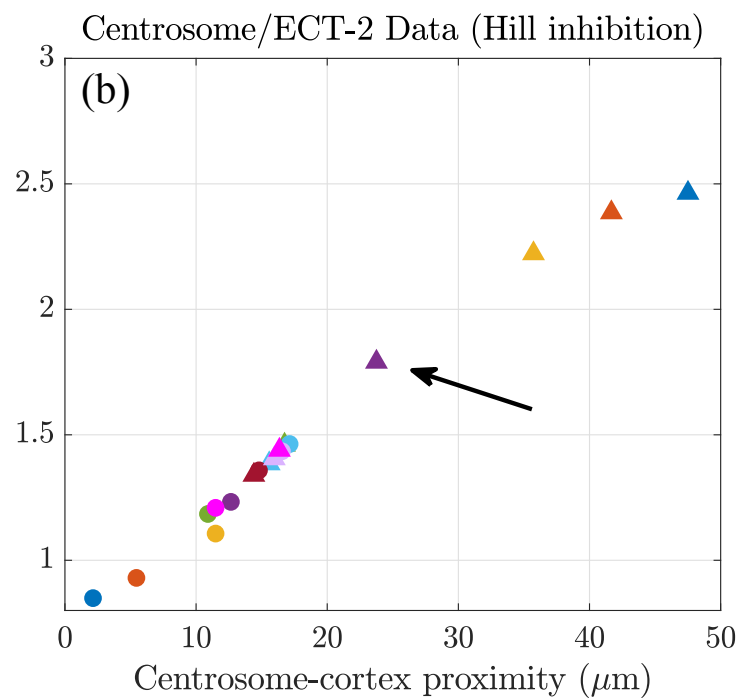 Centrosome/ECT-2 Data (Hill inhibition)
3
(b)
2.5
2
1.5
1
0 10 20 30 40 50
Centrosome-cortex proximity (μm)